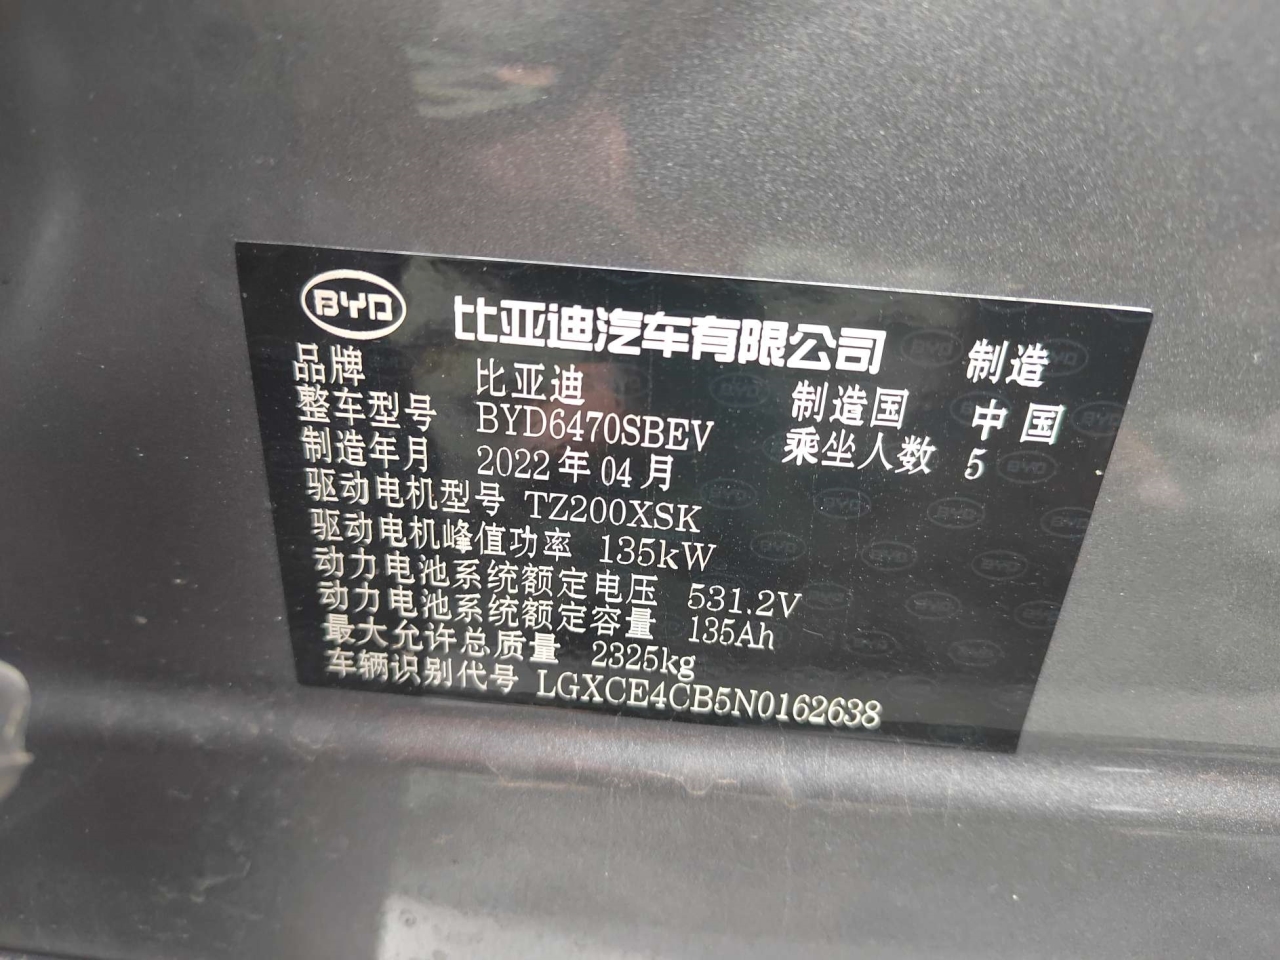 BYD 比亚迪汽车有限公司 制造
品牌 比亚迪 制造国 中国
整车型号 BYD6470SBEV 乘坐人数 5
制造年月 2022年04月
驱动电机型号 TZ200XSK
驱动电机峰值功率 135kW
动力电池系统额定电压 531.2V
动力电池系统额定容量 135Ah
最大允许总质量 2325kg
车辆识别代号 LGXCE4CB5N0162638